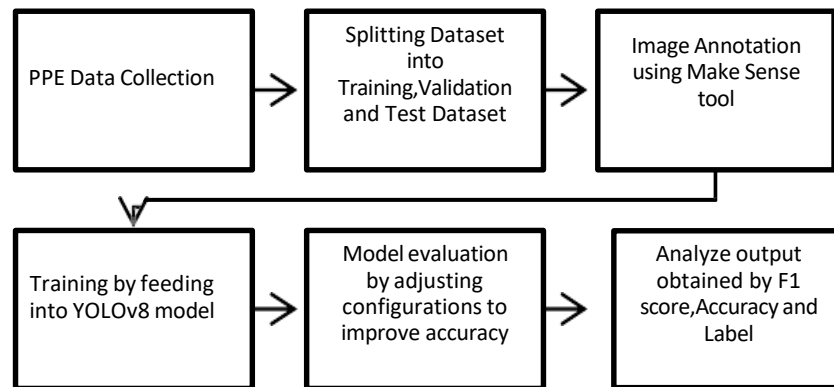 PPE Data Collection
Splitting Dataset
into
Training,Validation
and Test Dataset
Image Annotation
using Make Sense
tool
Training by feeding
into YOLOv8 model
Model evaluation
by adjusting
configurations to
improve accuracy
Analyze output
obtained by F1
score,Accuracy and
Label